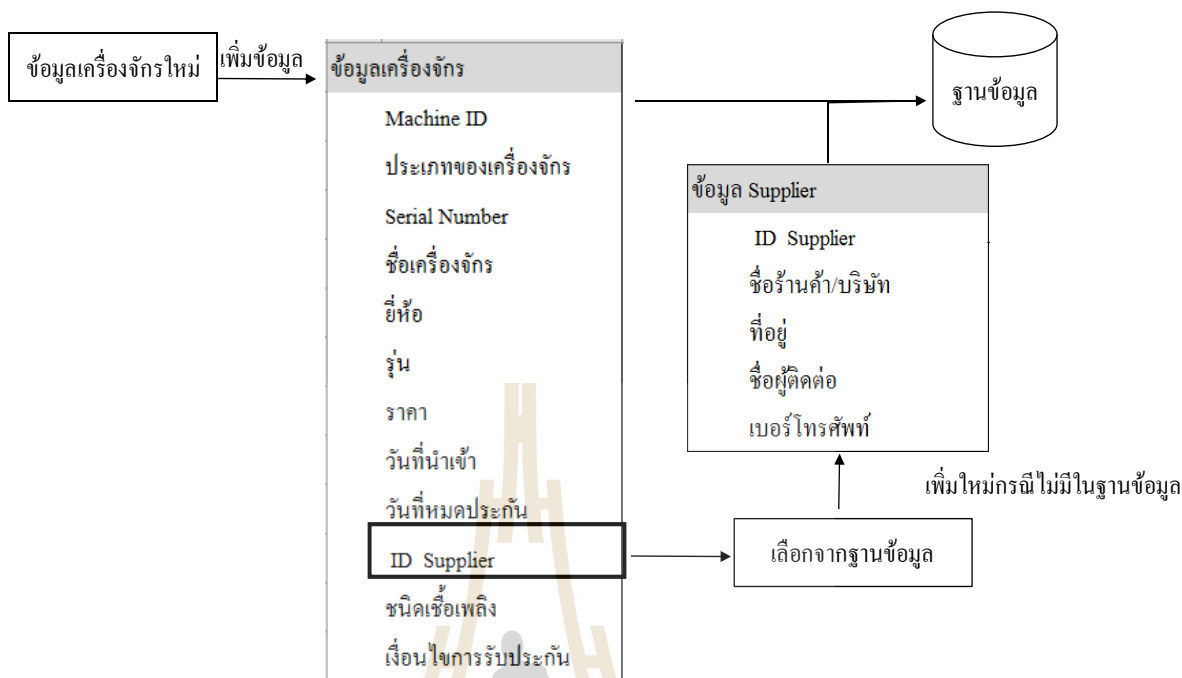 ข้อมูลเครื่องจักรใหม่
เพิ่มข้อมูล
ข้อมูลเครื่องจักร
Machine ID
ประเภทของเครื่องจักร
Serial Number
ชื่อเครื่องจักร
ยี่ห้อ
รุ่น
ราคา
วันที่นำเข้า
วันที่หมดประกัน
ID Supplier
ชนิดเชื้อเพลิง
เงื่อนไขการรับประกัน
ฐานข้อมูล
ข้อมูล Supplier
ID Supplier
ชื่อร้านค้า/บริษัท
ที่อยู่
ชื่อผู้ติดต่อ
เบอร์โทรศัพท์
เพิ่มใหม่กรณีไม่มีในฐานข้อมูล
เลือกจากฐานข้อมูล